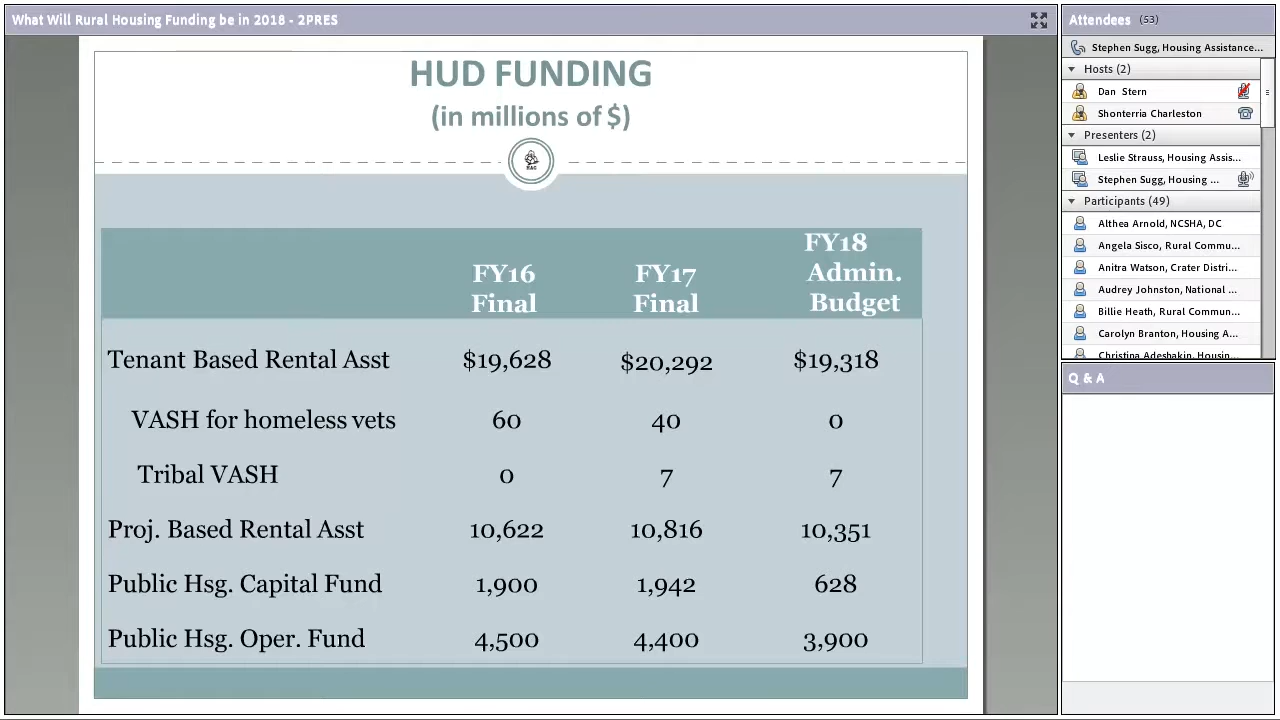 What Will Rural Housing Funding be in 2018 - 2PRES
HUD FUNDING
(in millions of $)
HAC
FY16 Final FY17 Final FY18 Admin. Budget
Tenant Based Rental Asst $19,628 $20,292 $19,318
VASH for homeless vets 60 40 0
Tribal VASH 0 7 7
Proj. Based Rental Asst 10,622 10,816 10,351
Public Hsg. Capital Fund 1,900 1,942 628
Public Hsg. Oper. Fund 4,500 4,400 3,900
Attendees (53)
Stephen Sugg, Housing Assistance...
Hosts (2)
Dan Stern
Shonterria Charleston
Presenters (2)
Leslie Strauss, Housing Assis...
Stephen Sugg, Housing ...
Participants (49)
Althea Arnold, NCSHA, DC
Angela Sisco, Rural Commu...
Anitra Watson, Crater Distri...
Audrey Johnston, National ...
Billie Heath, Rural Commun...
Carolyn Branton, Housing A...
Christina Adeshakin, Housin...
Q & A